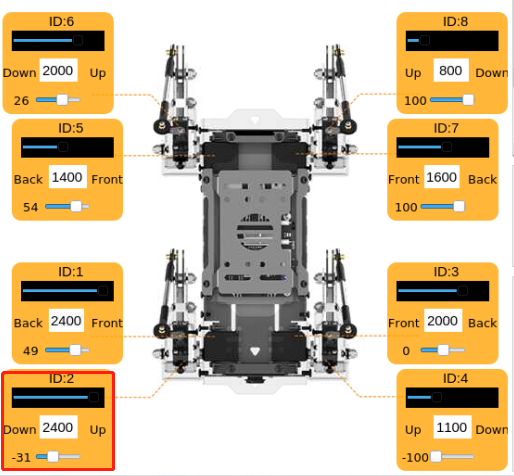 ID:6
Down 2000 Up
26
ID:8
Up 800 Down
100
ID:5
Back 1400 Front
54
ID:7
Front 1600 Back
100
ID:1
Back 2400 Front
49
ID:3
Front 2000 Back
0
ID:2
Down 2400 Up
-31
ID:4
Up 1100 Down
-100